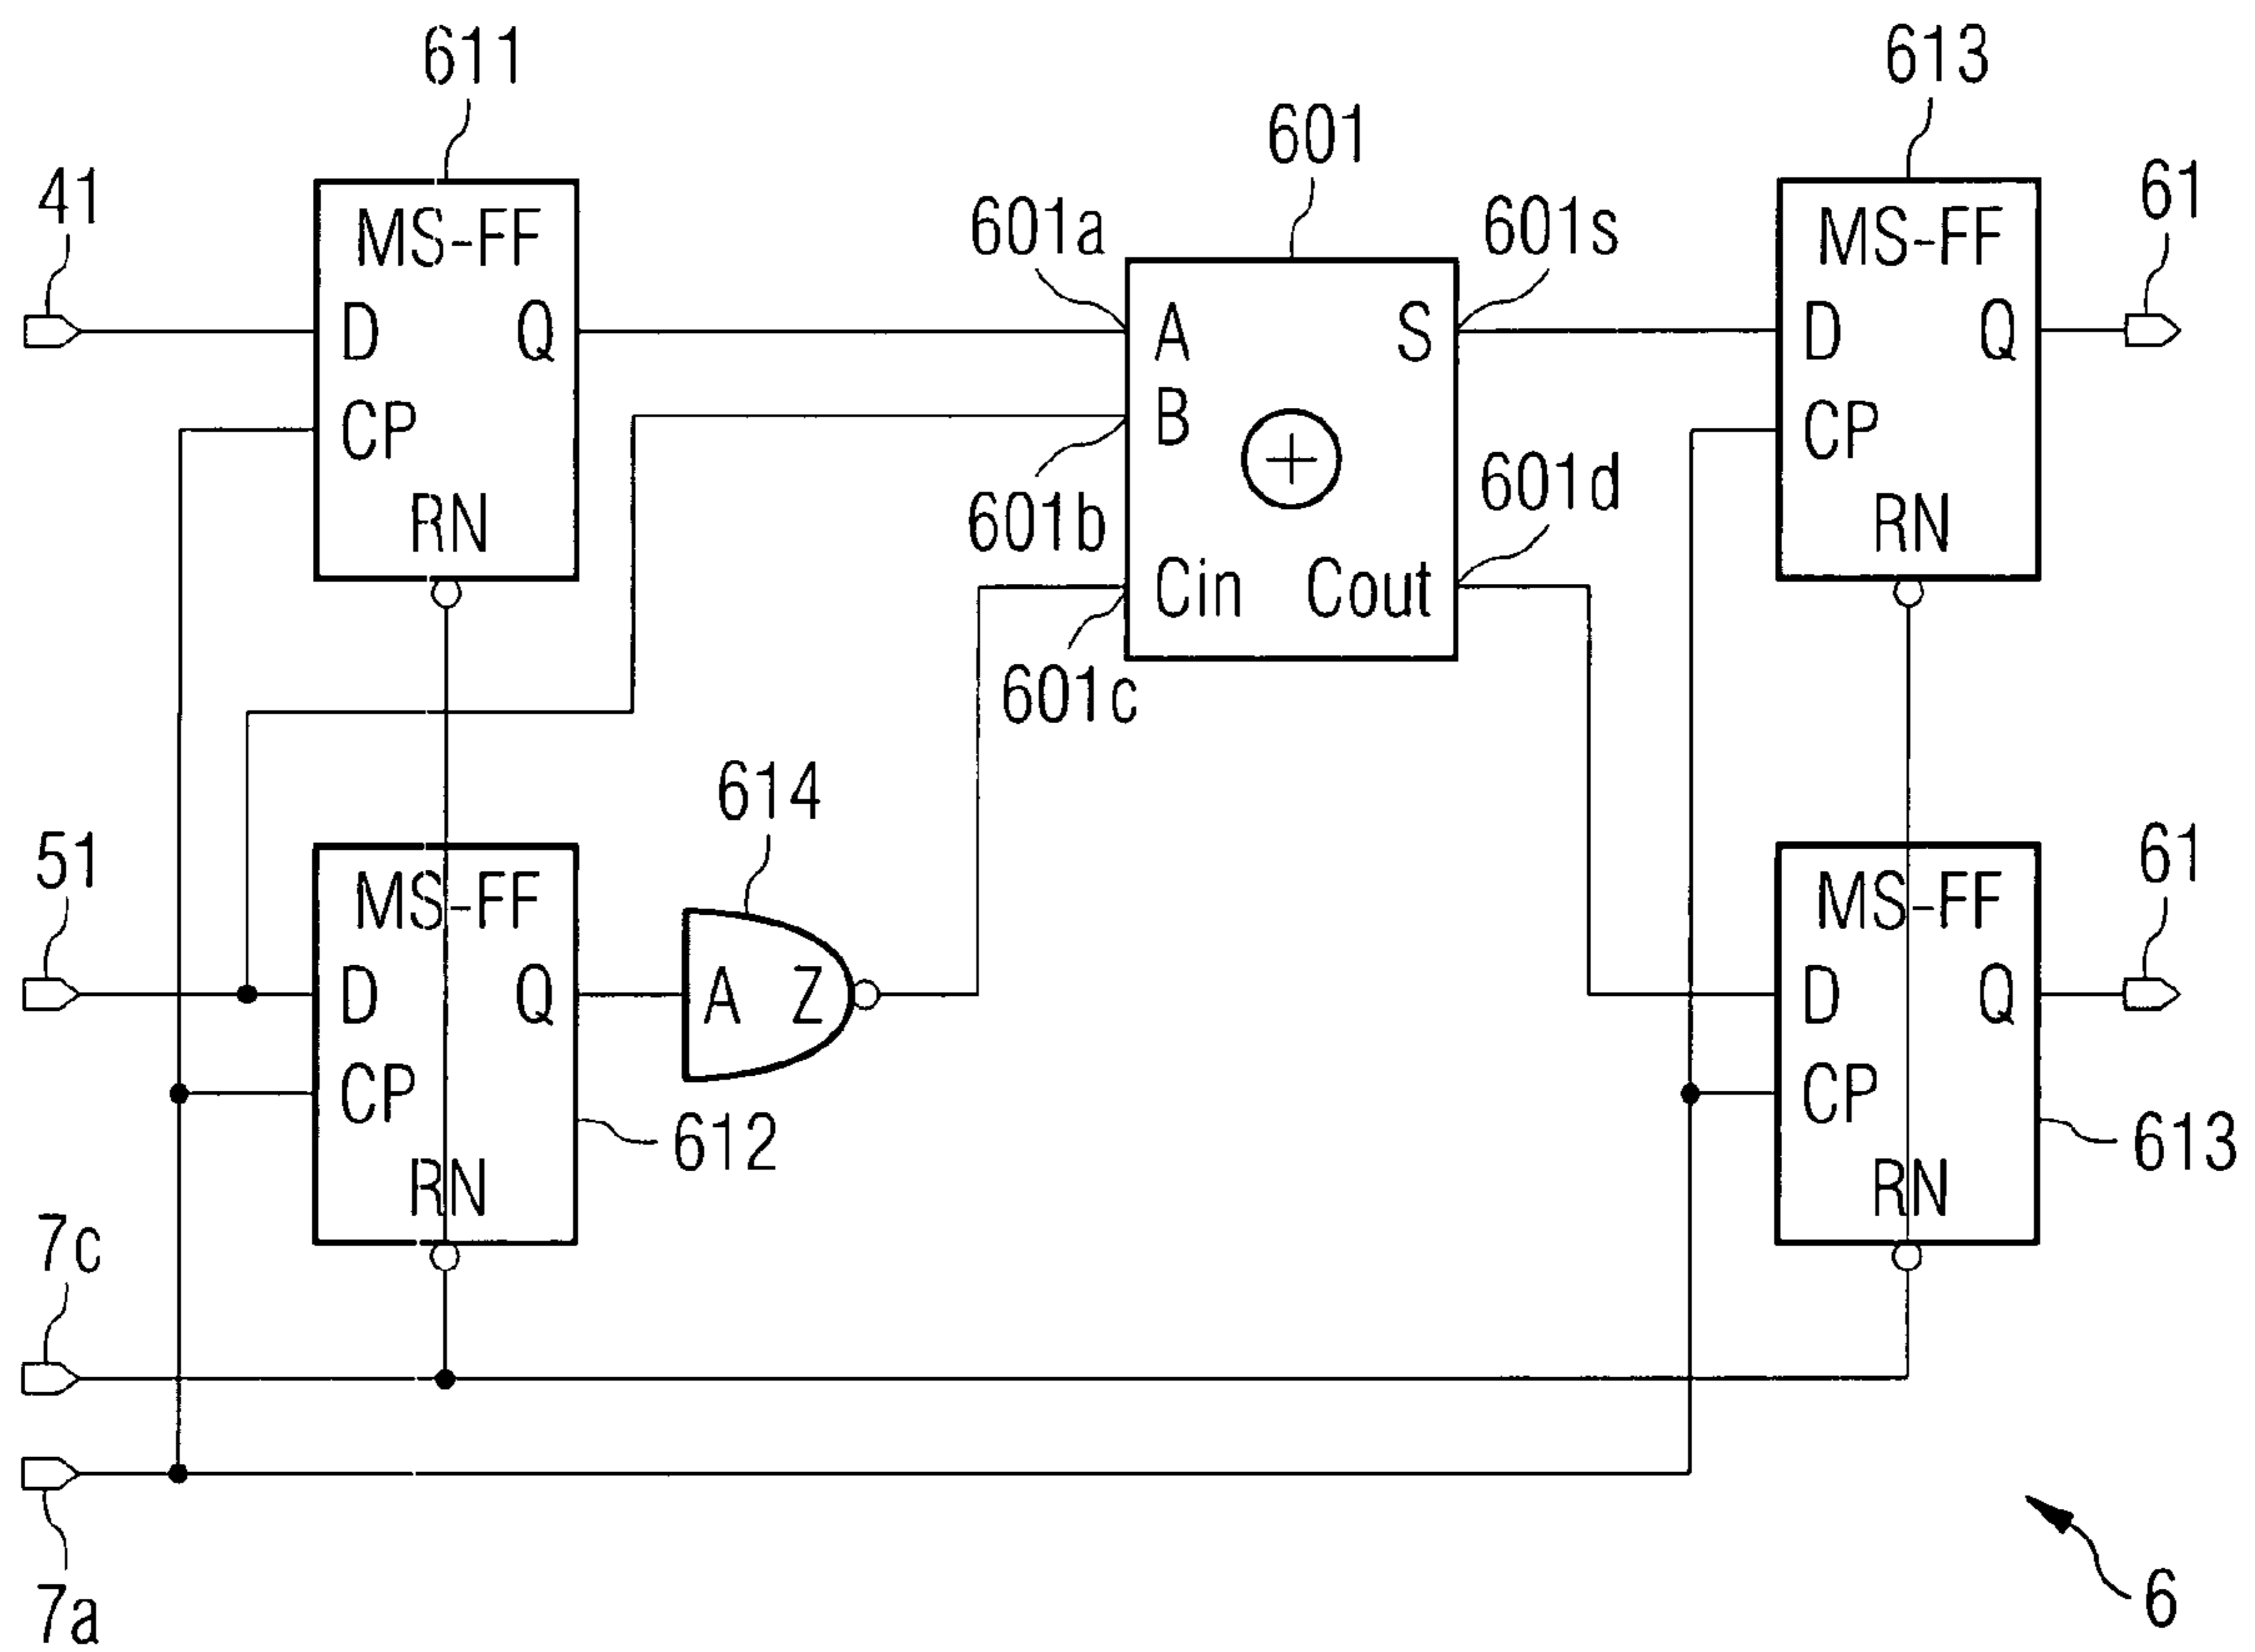 611
613
601
41
61
601a
601s
MS-FF
MS-FF
D Q
A S
D Q
CP
B
CP
601b
601d
RN
RN
Cin Cout
601c
614
51
61
MS-FF
MS-FF
D Q
A Z
D Q
CP
CP
612
613
RN
RN
7c
7a
6